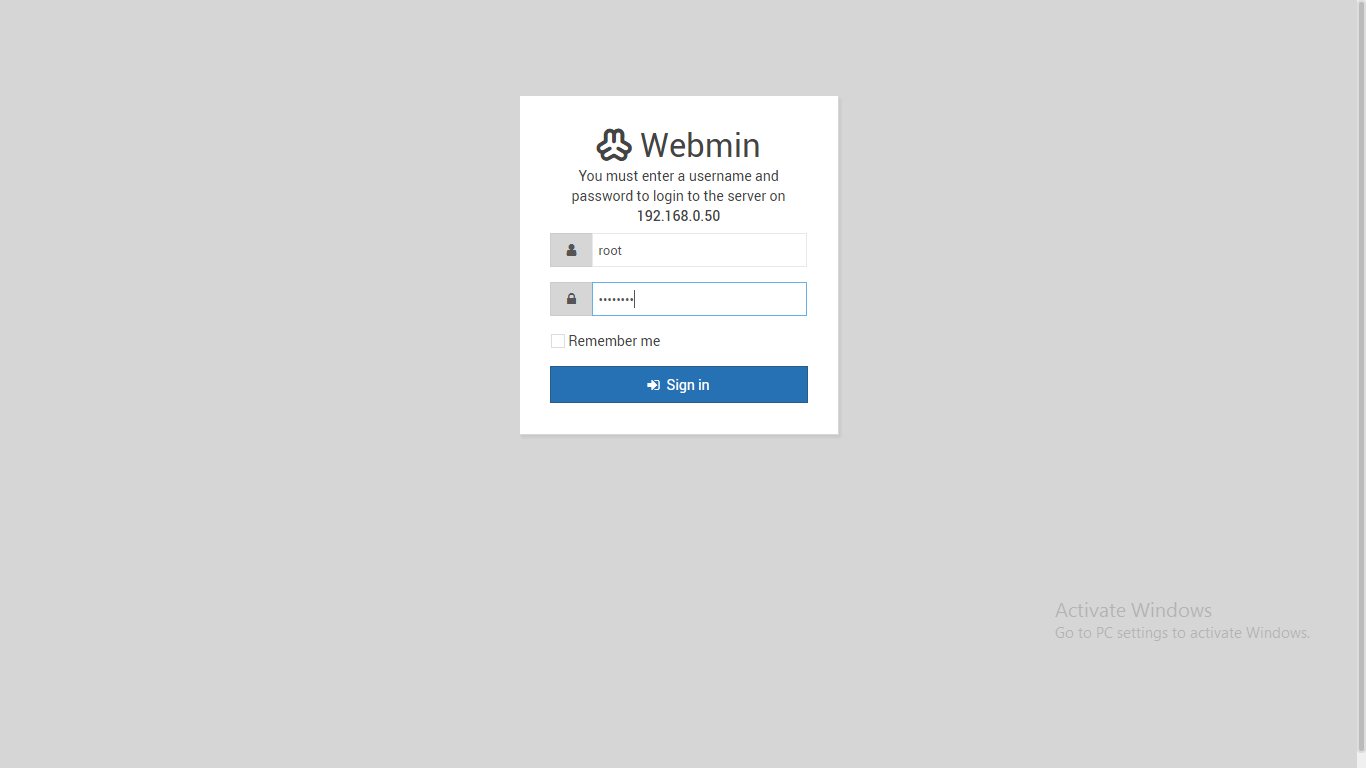 Webmin
You must enter a username and
password to login to the server on
192.168.0.50
root
••••••••
Remember me
Sign in
Activate Windows
Go to PC settings to activate Windows.